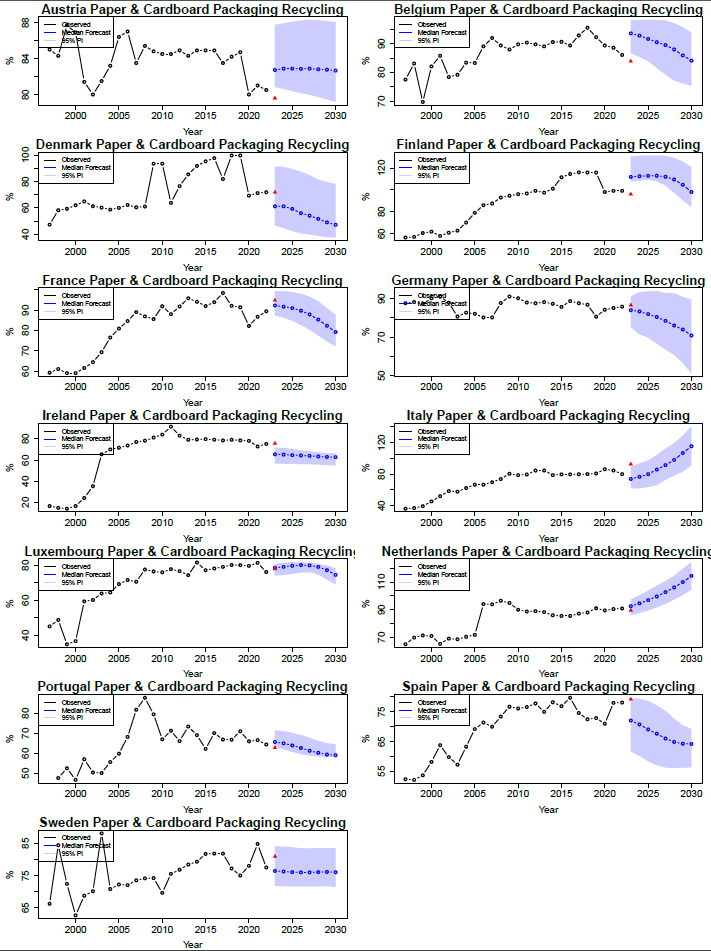 Austria Paper & Cardboard Packaging Recycling
Observed
Median Forecast
95% PI
%
80
84
88
2000 2005 2010 2015 2020 2025 2030
Year
Belgium Paper & Cardboard Packaging Recycling
Observed
Median Forecast
95% PI
%
70
80
90
2000 2005 2010 2015 2020 2025 2030
Year
Denmark Paper & Cardboard Packaging Recycling
Observed
Median Forecast
95% PI
%
40
60
80
100
2000 2005 2010 2015 2020 2025 2030
Year
Finland Paper & Cardboard Packaging Recycling
Observed
Median Forecast
95% PI
%
60
80
120
2000 2005 2010 2015 2020 2025 2030
Year
France Paper & Cardboard Packaging Recycling
Observed
Median Forecast
95% PI
%
60
70
80
90
2000 2005 2010 2015 2020 2025 2030
Year
Germany Paper & Cardboard Packaging Recycling
Observed
Median Forecast
95% PI
%
50
70
90
2000 2005 2010 2015 2020 2025 2030
Year
Ireland Paper & Cardboard Packaging Recycling
Observed
Median Forecast
95% PI
%
20
40
60
80
2000 2005 2010 2015 2020 2025 2030
Year
Italy Paper & Cardboard Packaging Recycling
Observed
Median Forecast
95% PI
%
40
80
120
2000 2005 2010 2015 2020 2025 2030
Year
Luxembourg Paper & Cardboard Packaging Recycling
Observed
Median Forecast
95% PI
%
40
60
80
2000 2005 2010 2015 2020 2025 2030
Year
Netherlands Paper & Cardboard Packaging Recycling
Observed
Median Forecast
95% PI
%
70
90
110
2000 2005 2010 2015 2020 2025 2030
Year
Portugal Paper & Cardboard Packaging Recycling
Observed
Median Forecast
95% PI
%
50
60
70
80
2000 2005 2010 2015 2020 2025 2030
Year
Spain Paper & Cardboard Packaging Recycling
Observed
Median Forecast
95% PI
%
55
65
75
2000 2005 2010 2015 2020 2025 2030
Year
Sweden Paper & Cardboard Packaging Recycling
Observed
Median Forecast
95% PI
%
65
75
85
2000 2005 2010 2015 2020 2025 2030
Year